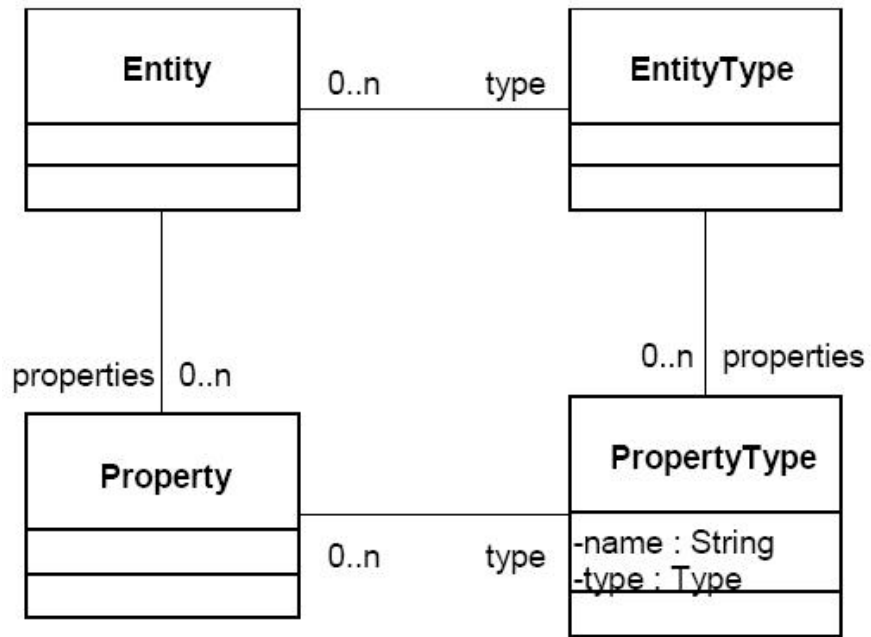 Entity
0..n
type
EntityType
properties
0..n
0..n
properties
Property
0..n
type
PropertyType
-name : String
-type : Type